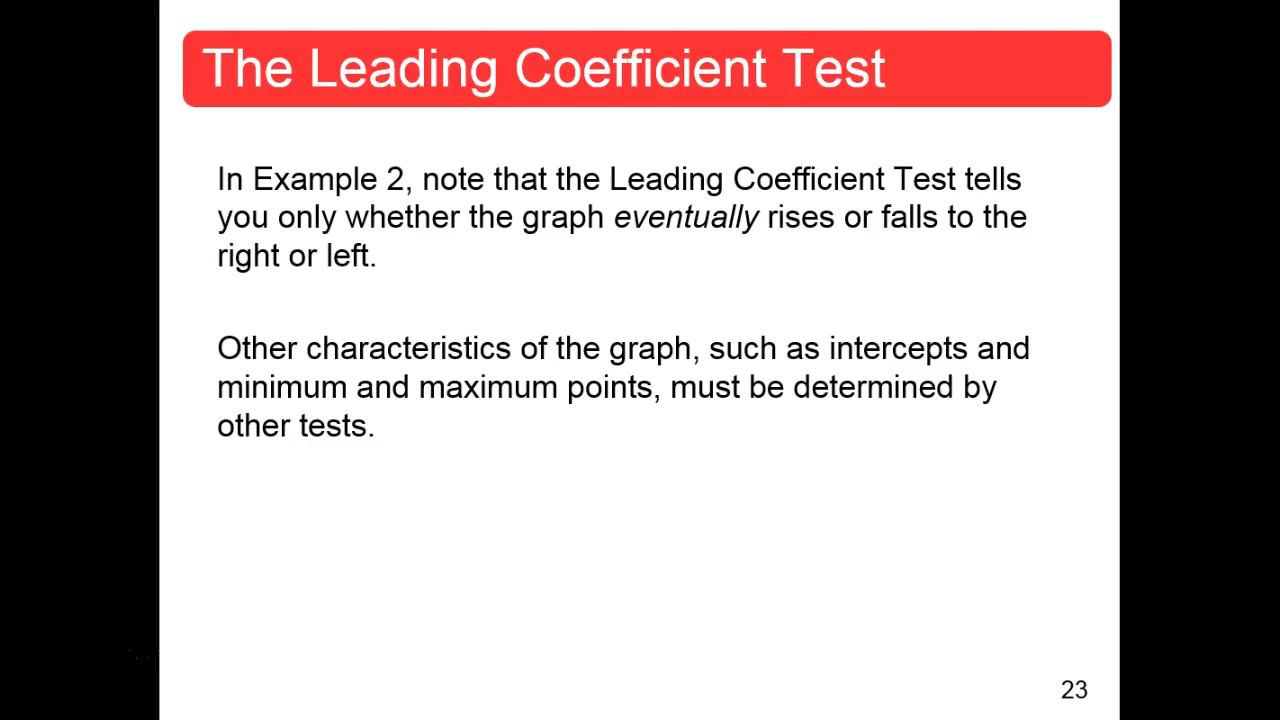 The Leading Coefficient Test
In Example 2, note that the Leading Coefficient Test tells
you only whether the graph eventually rises or falls to the
right or left.
Other characteristics of the graph, such as intercepts and
minimum and maximum points, must be determined by
other tests.
23